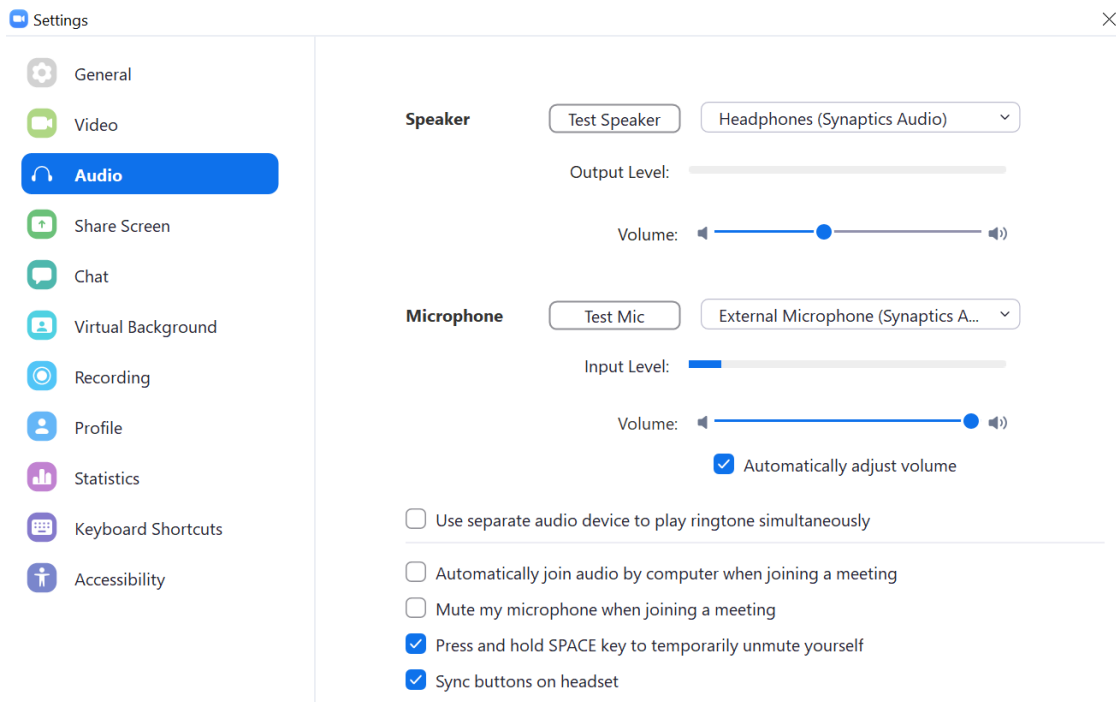 Settings
General
Video
Audio
Share Screen
Chat
Virtual Background
Recording
Profile
Statistics
Keyboard Shortcuts
Accessibility
Speaker Test Speaker Headphones (Synaptics Audio)
Output Level:
Volume:
Microphone Test Mic External Microphone (Synaptics A...
Input Level:
Volume:
Automatically adjust volume
Use separate audio device to play ringtone simultaneously
Automatically join audio by computer when joining a meeting
Mute my microphone when joining a meeting
Press and hold SPACE key to temporarily unmute yourself
Sync buttons on headset